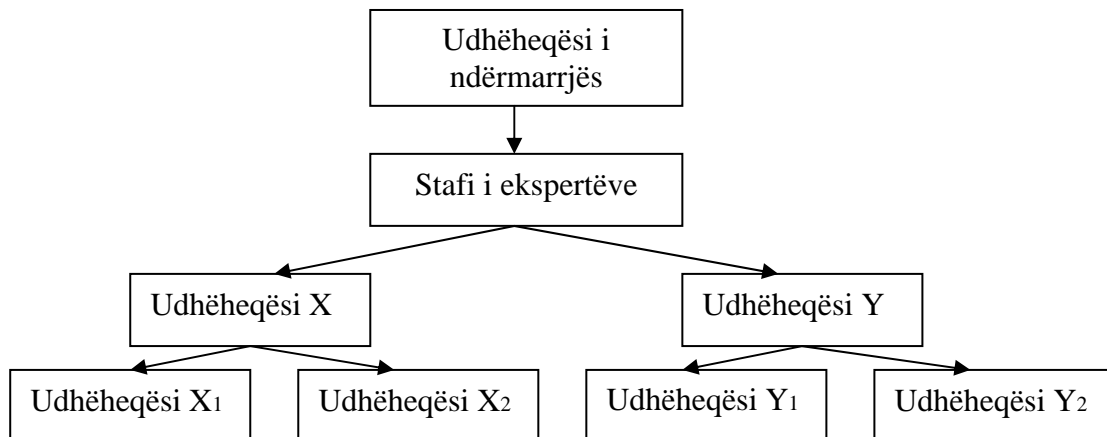 Udhëheqësi i
ndërmarrjës
Stafi i ekspertëve
Udhëheqësi X
Udhëheqësi Y
Udhëheqësi X1
Udhëheqësi X2
Udhëheqësi Y1
Udhëheqësi Y2